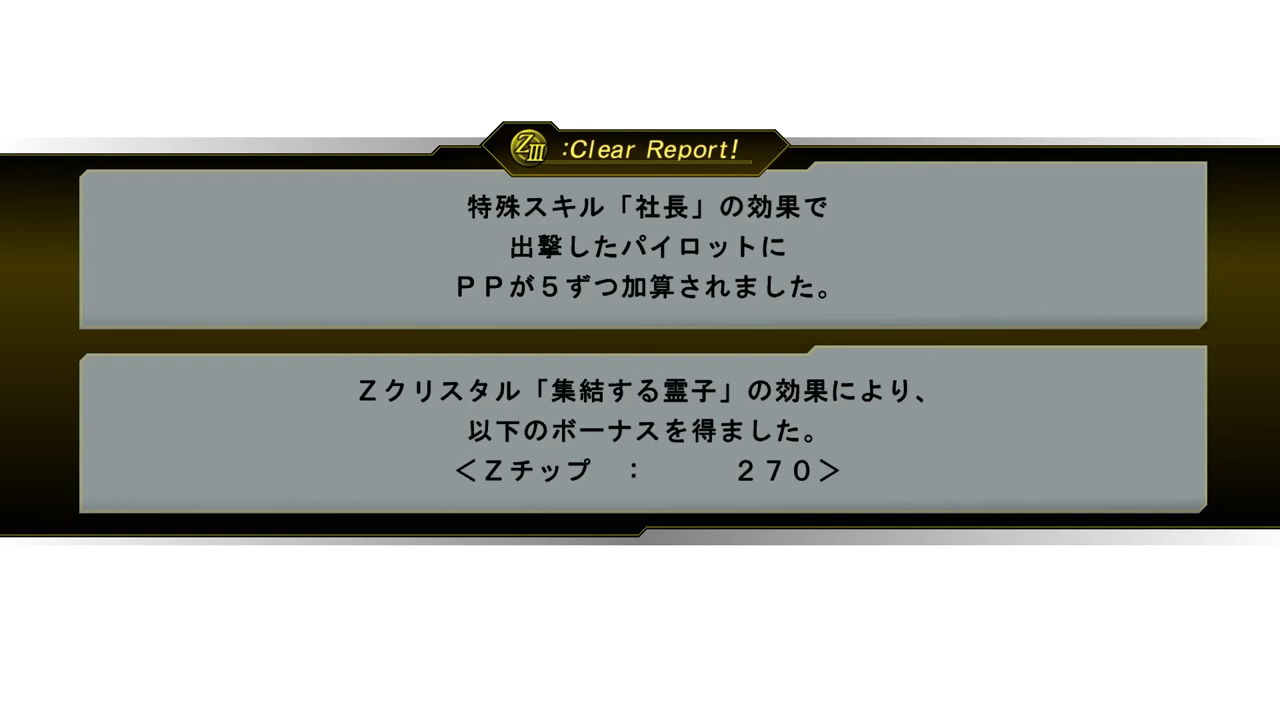 ZIII :Clear Report!
特殊スキル「社長」の効果で
出撃したパイロットに
ＰＰが５ずつ加算されました。
Ｚクリスタル「集結する霊子」の効果により、
以下のボーナスを得ました。
＜Ｚチップ　：　　　２７０＞